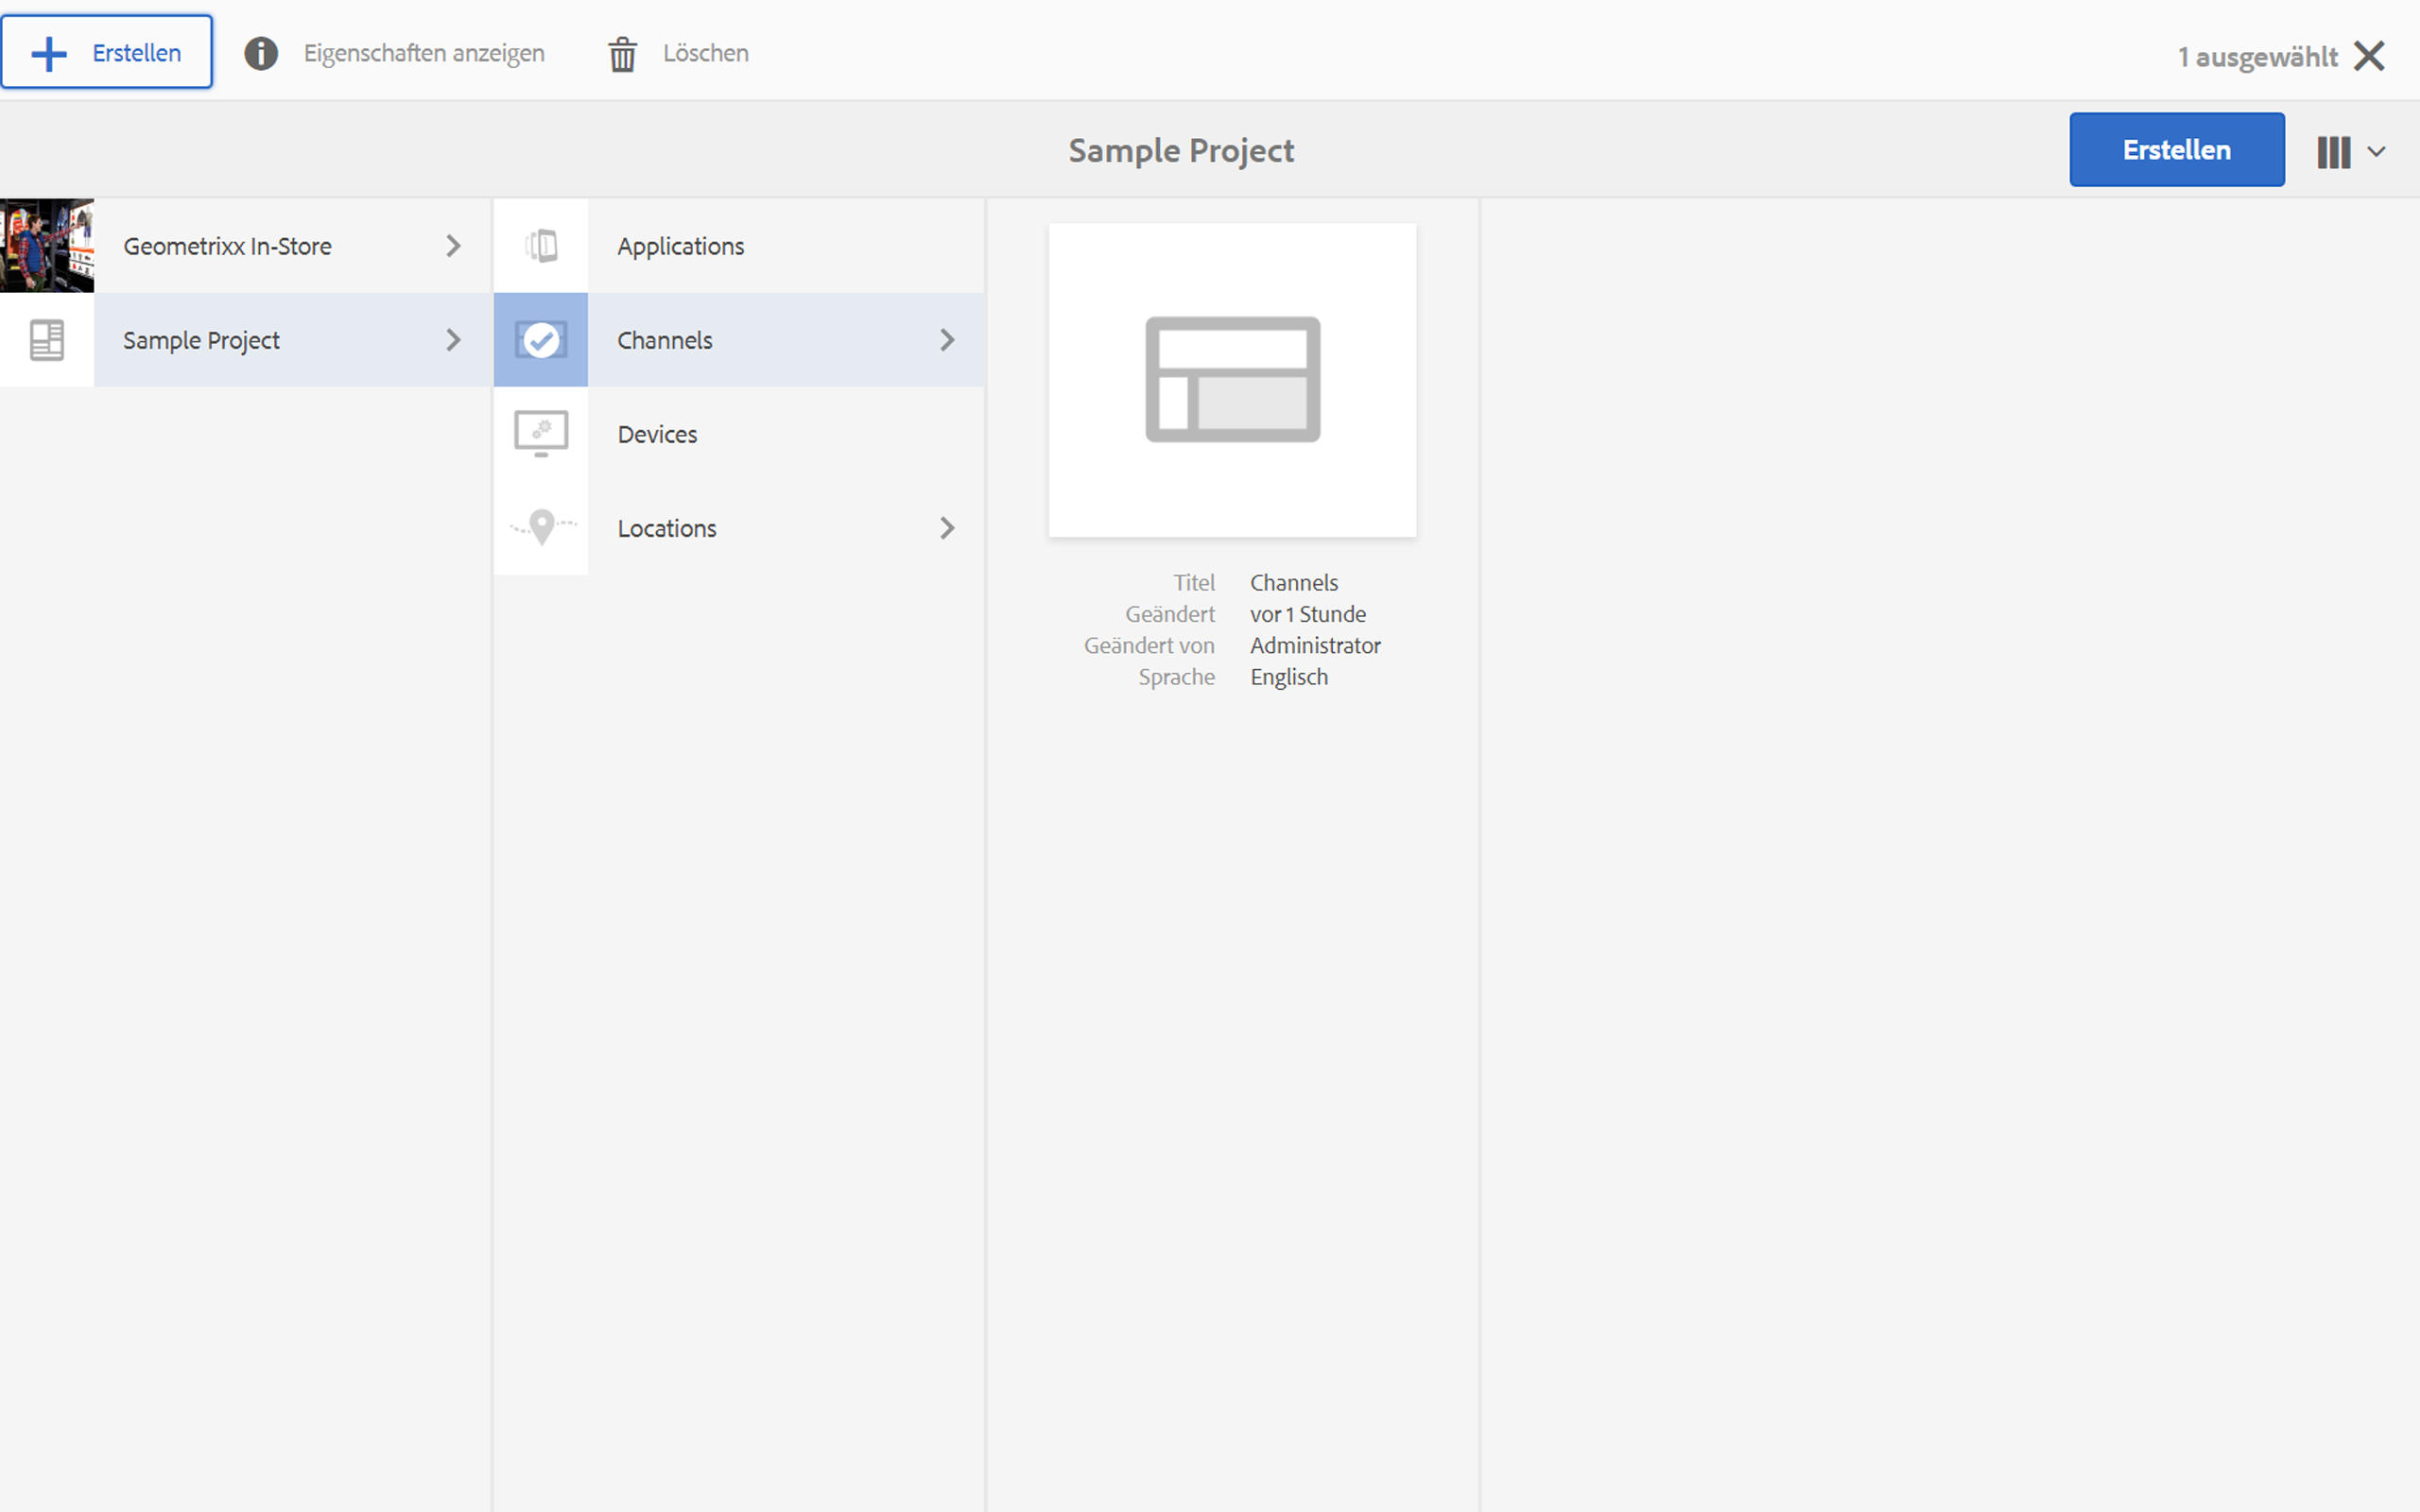 Erstellen
Eigenschaften anzeigen
Löschen
1 ausgewählt
Sample Project
Erstellen
Geometrixx In-Store
Sample Project
Applications
Channels
Devices
Locations
Titel Channels
Geändert vor 1 Stunde
Geändert von Administrator
Sprache Englisch